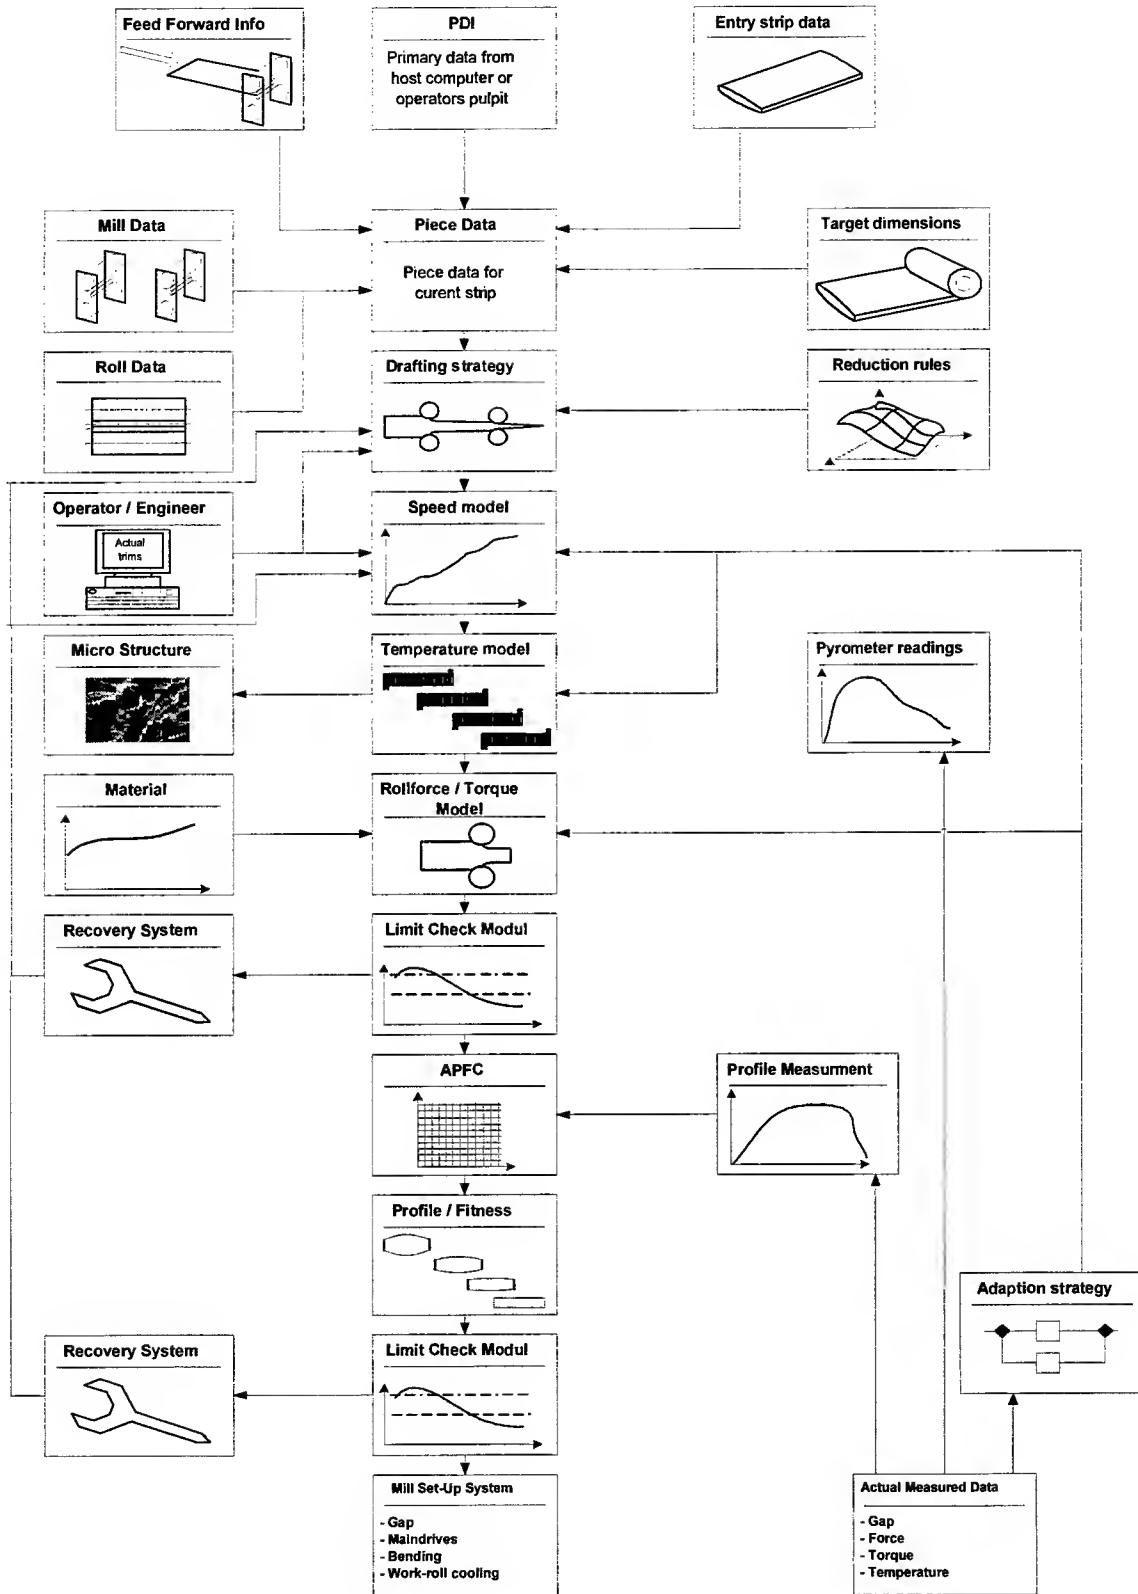 Feed Forward Info
PDI
Primary data from
host computer or
operators pulpit
Entry strip data
Mill Data
Piece Data
Piece data for
curent strip
Target dimensions
Roll Data
Drafting strategy
Reduction rules
Operator / Engineer
Actual
trims
Speed model
Micro Structure
Temperature model
Pyrometer readings
Material
Rollforce / Torque
Model
Recovery System
Limit Check Modul
APFC
Profile Measurment
Profile / Fitness
Adaption strategy
Recovery System
Limit Check Modul
Mill Set-Up System
- Gap
- Maindrives
- Bending
- Work-roll cooling
Actual Measured Data
- Gap
- Force
- Torque
- Temperature